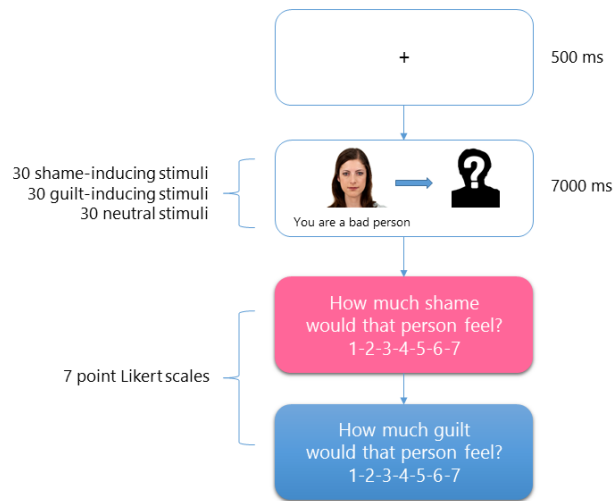 +
500 ms
30 shame-inducing stimuli
30 guilt-inducing stimuli
30 neutral stimuli
?
You are a bad person
7000 ms
7 point Likert scales
How much shame
would that person feel?
1-2-3-4-5-6-7
How much guilt
would that person feel?
1-2-3-4-5-6-7